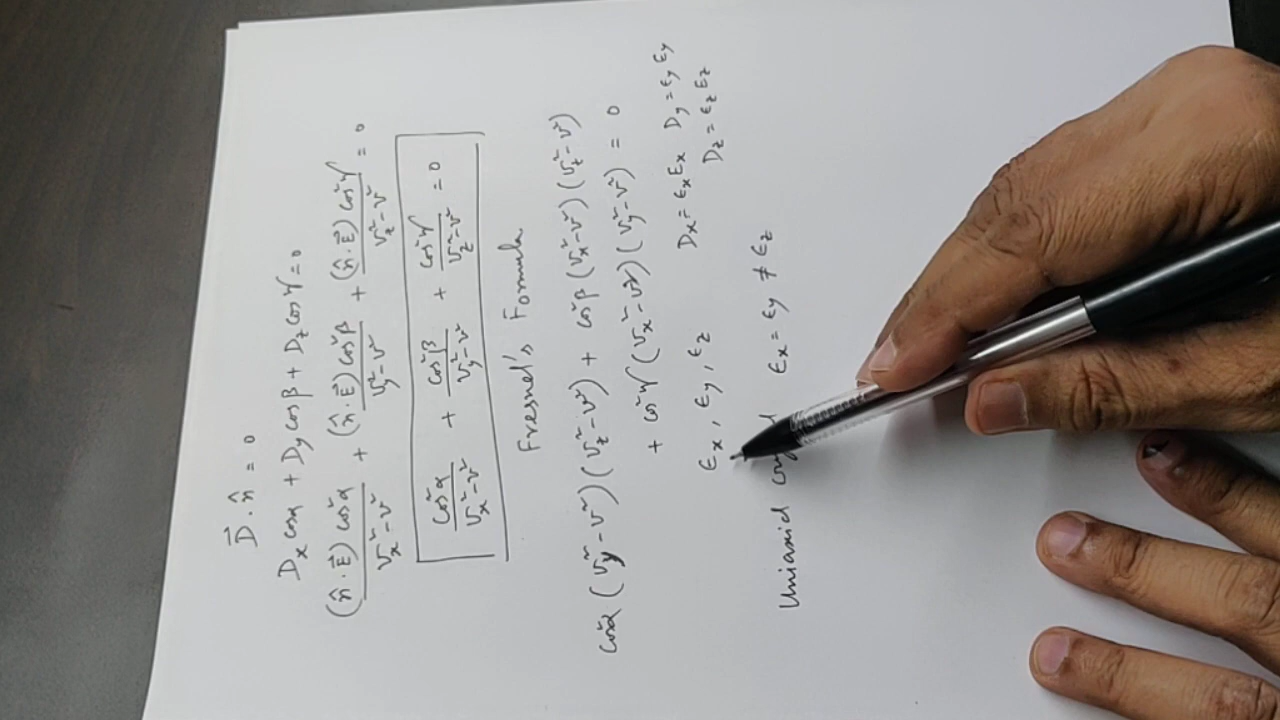 D⃗ . n̂ = 0
Dx cosα + Dy cosβ + Dz cosγ = 0
(n̂ · E⃗) cos²α / (vx² − v²) + (n̂ · E⃗) cos²β / (vy² − v²) + (n̂ · E⃗) cos²γ / (vz² − v²) = 0
cos²α / (vx² − v²) + cos²β / (vy² − v²) + cos²γ / (vz² − v²) = 0
Fresnel's Formula
cos²α (vy² − v²) (vz² − v²) + cos²β (vx² − v²) (vz² − v²)
+ cos²γ (vx² − v²) (vy² − v²) = 0
εx , εy , εz Dx = εx Ex Dy = εy Ey
Dz = εz Ez
Uniaxial εx = εy ≠ εz